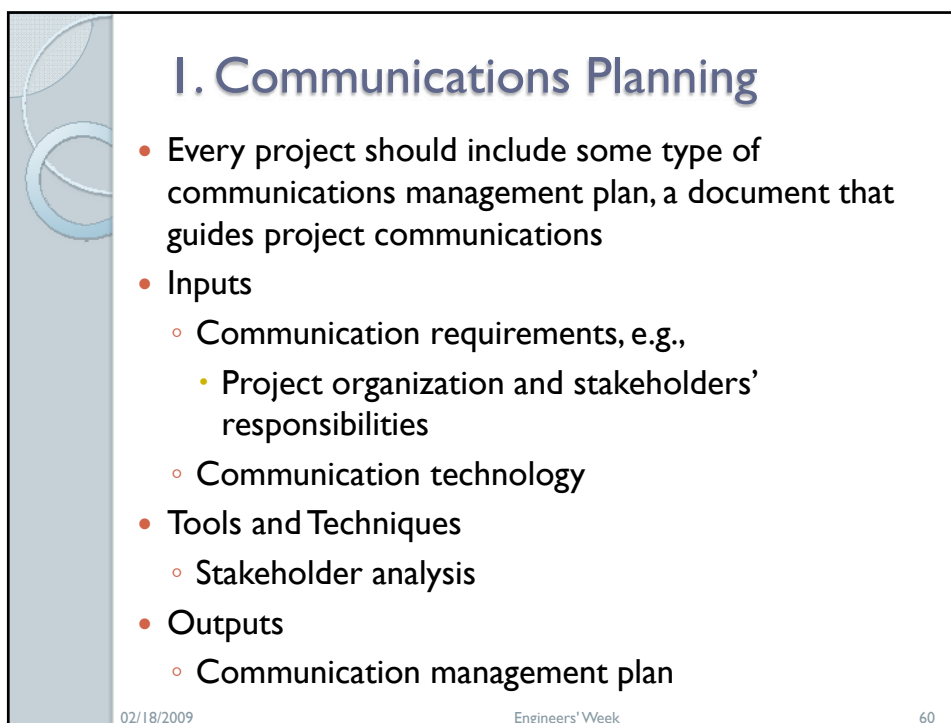 1. Communications Planning
• Every project should include some type of
communications management plan, a document that
guides project communications
• Inputs
◦ Communication requirements, e.g.,
• Project organization and stakeholders’
responsibilities
◦ Communication technology
• Tools and Techniques
◦ Stakeholder analysis
• Outputs
◦ Communication management plan
02/18/2009 Engineers’ Week 60